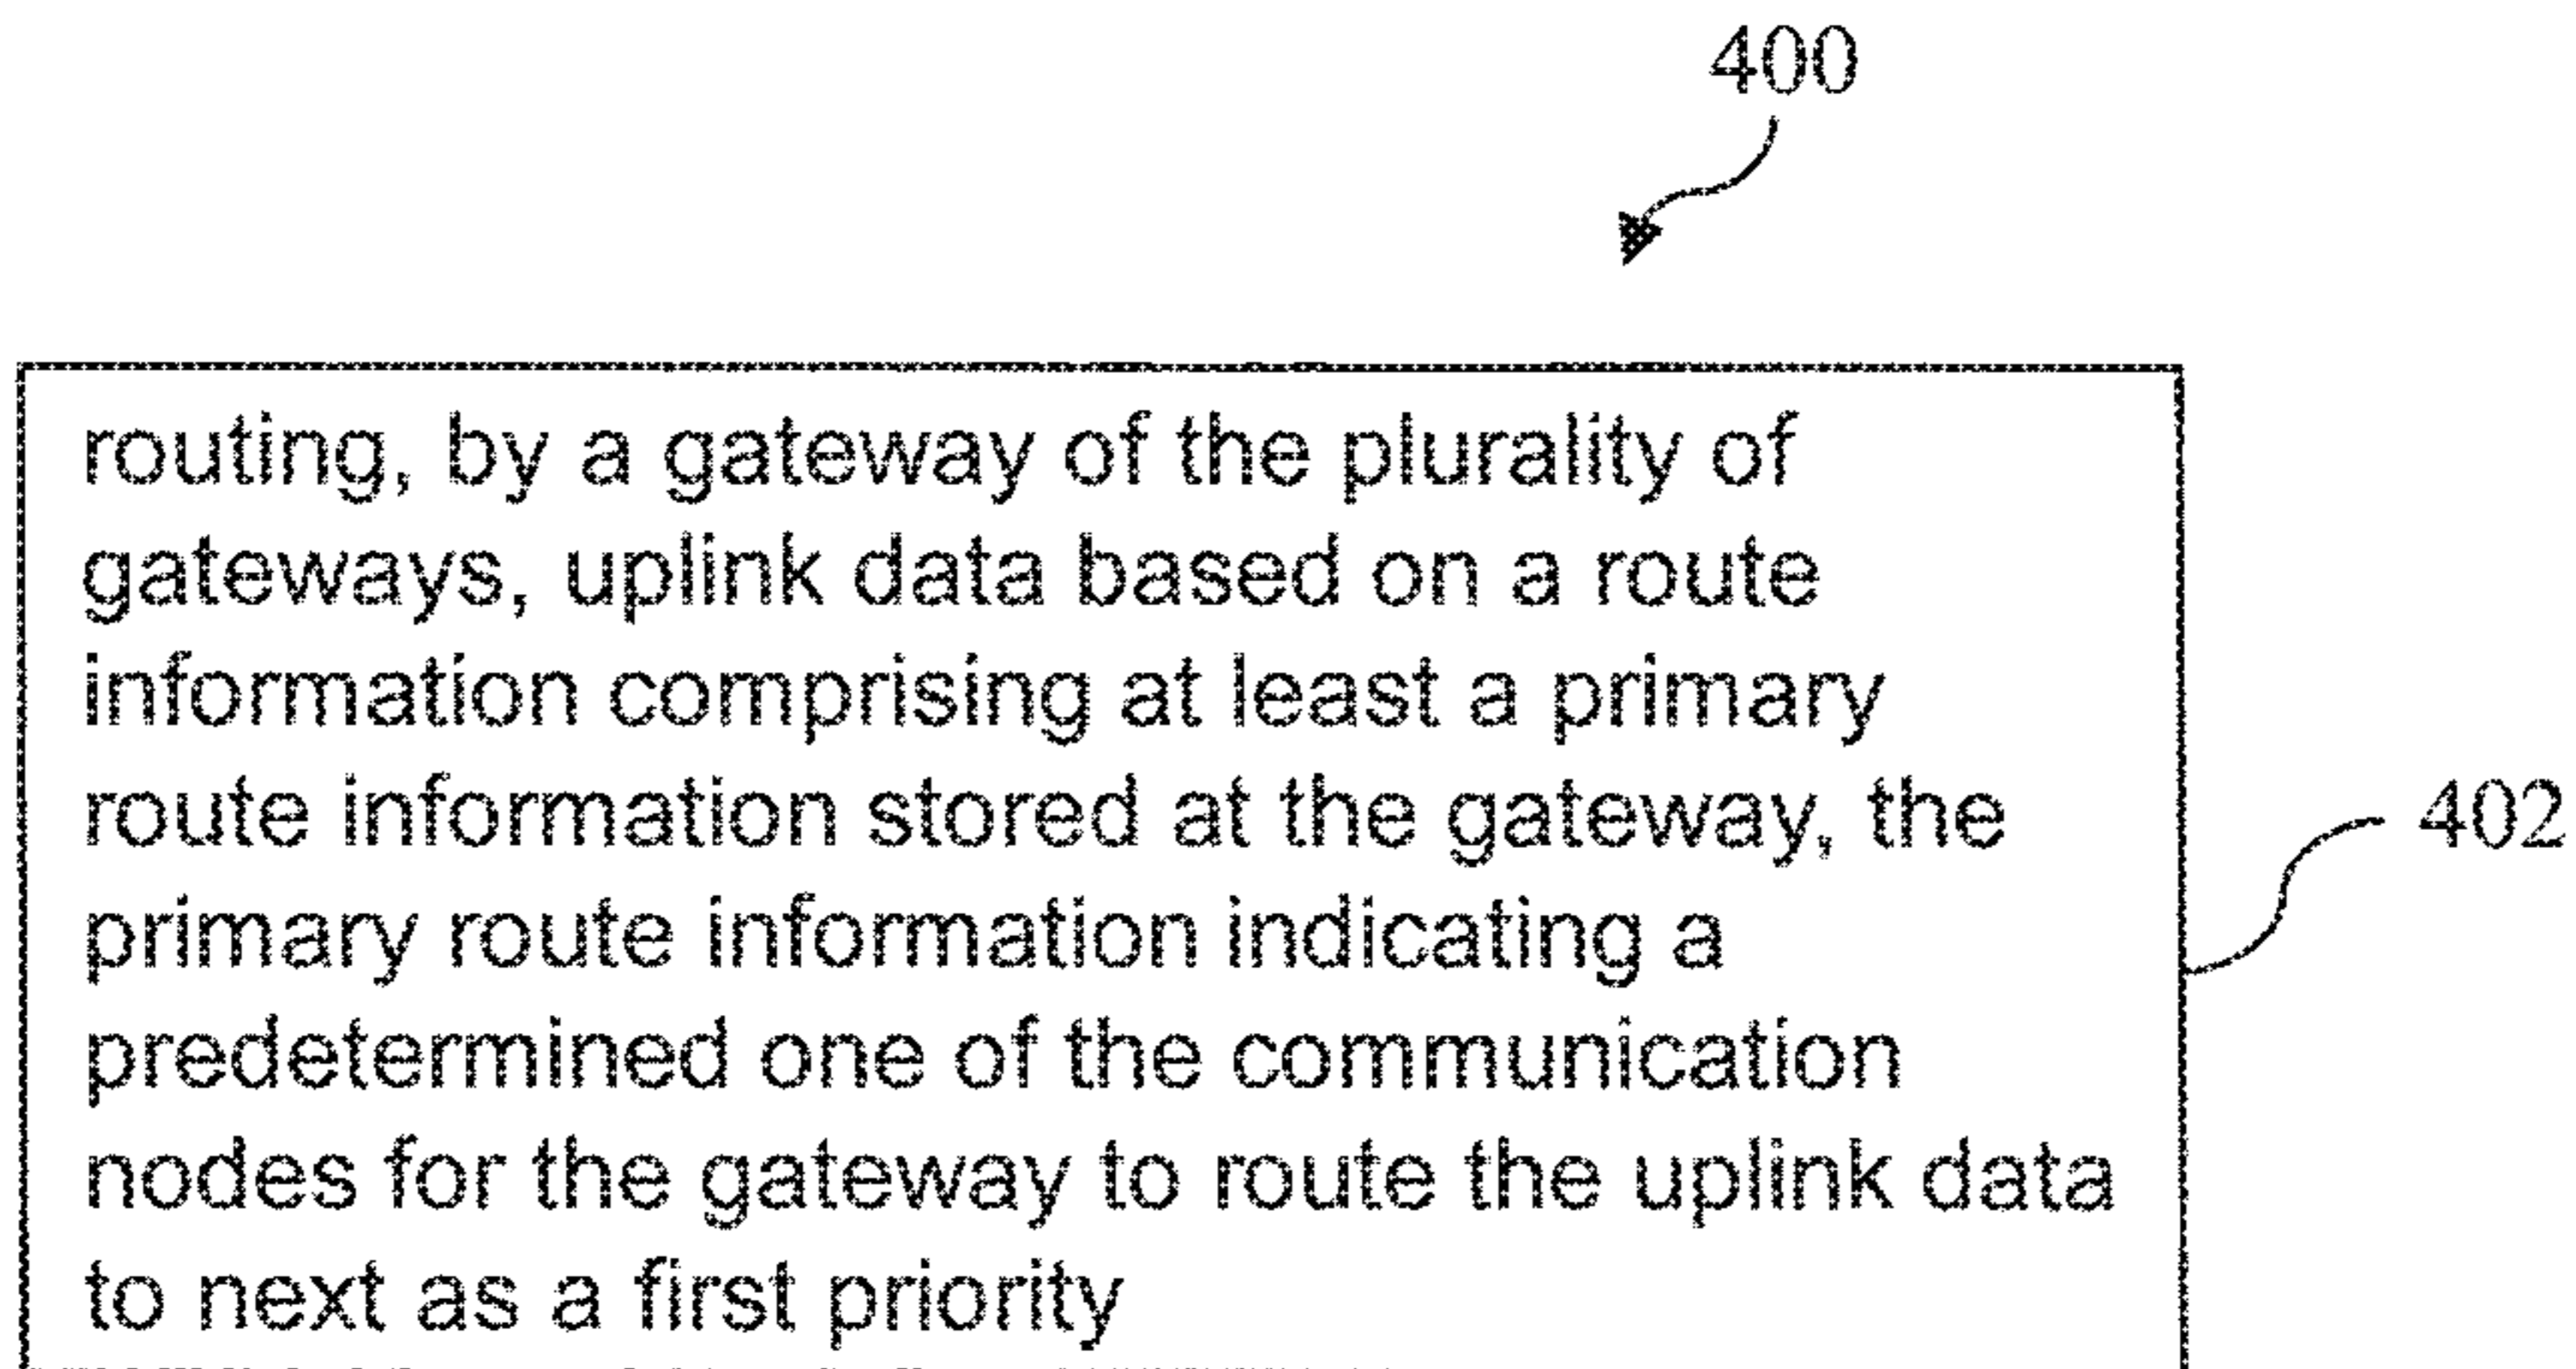 400
routing, by a gateway of the plurality of
gateways, uplink data based on a route
information comprising at least a primary
route information stored at the gateway, the
primary route information indicating a
predetermined one of the communication
nodes for the gateway to route the uplink data
to next as a first priority
402